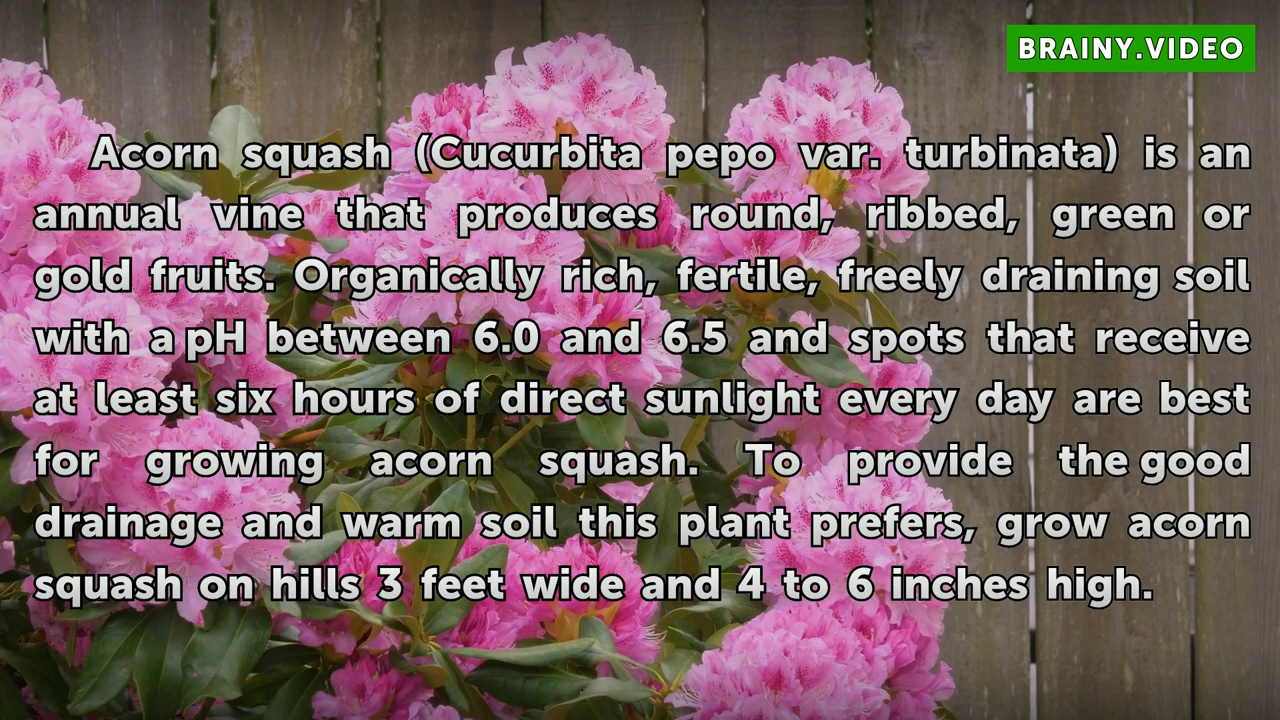 BRAINY.VIDEO
Acorn squash (Cucurbita pepo var. turbinata) is an
annual vine that produces round, ribbed, green or
gold fruits. Organically rich, fertile, freely draining soil
with a pH between 6.0 and 6.5 and spots that receive
at least six hours of direct sunlight every day are best
for growing acorn squash. To provide the good
drainage and warm soil this plant prefers, grow acorn
squash on hills 3 feet wide and 4 to 6 inches high.